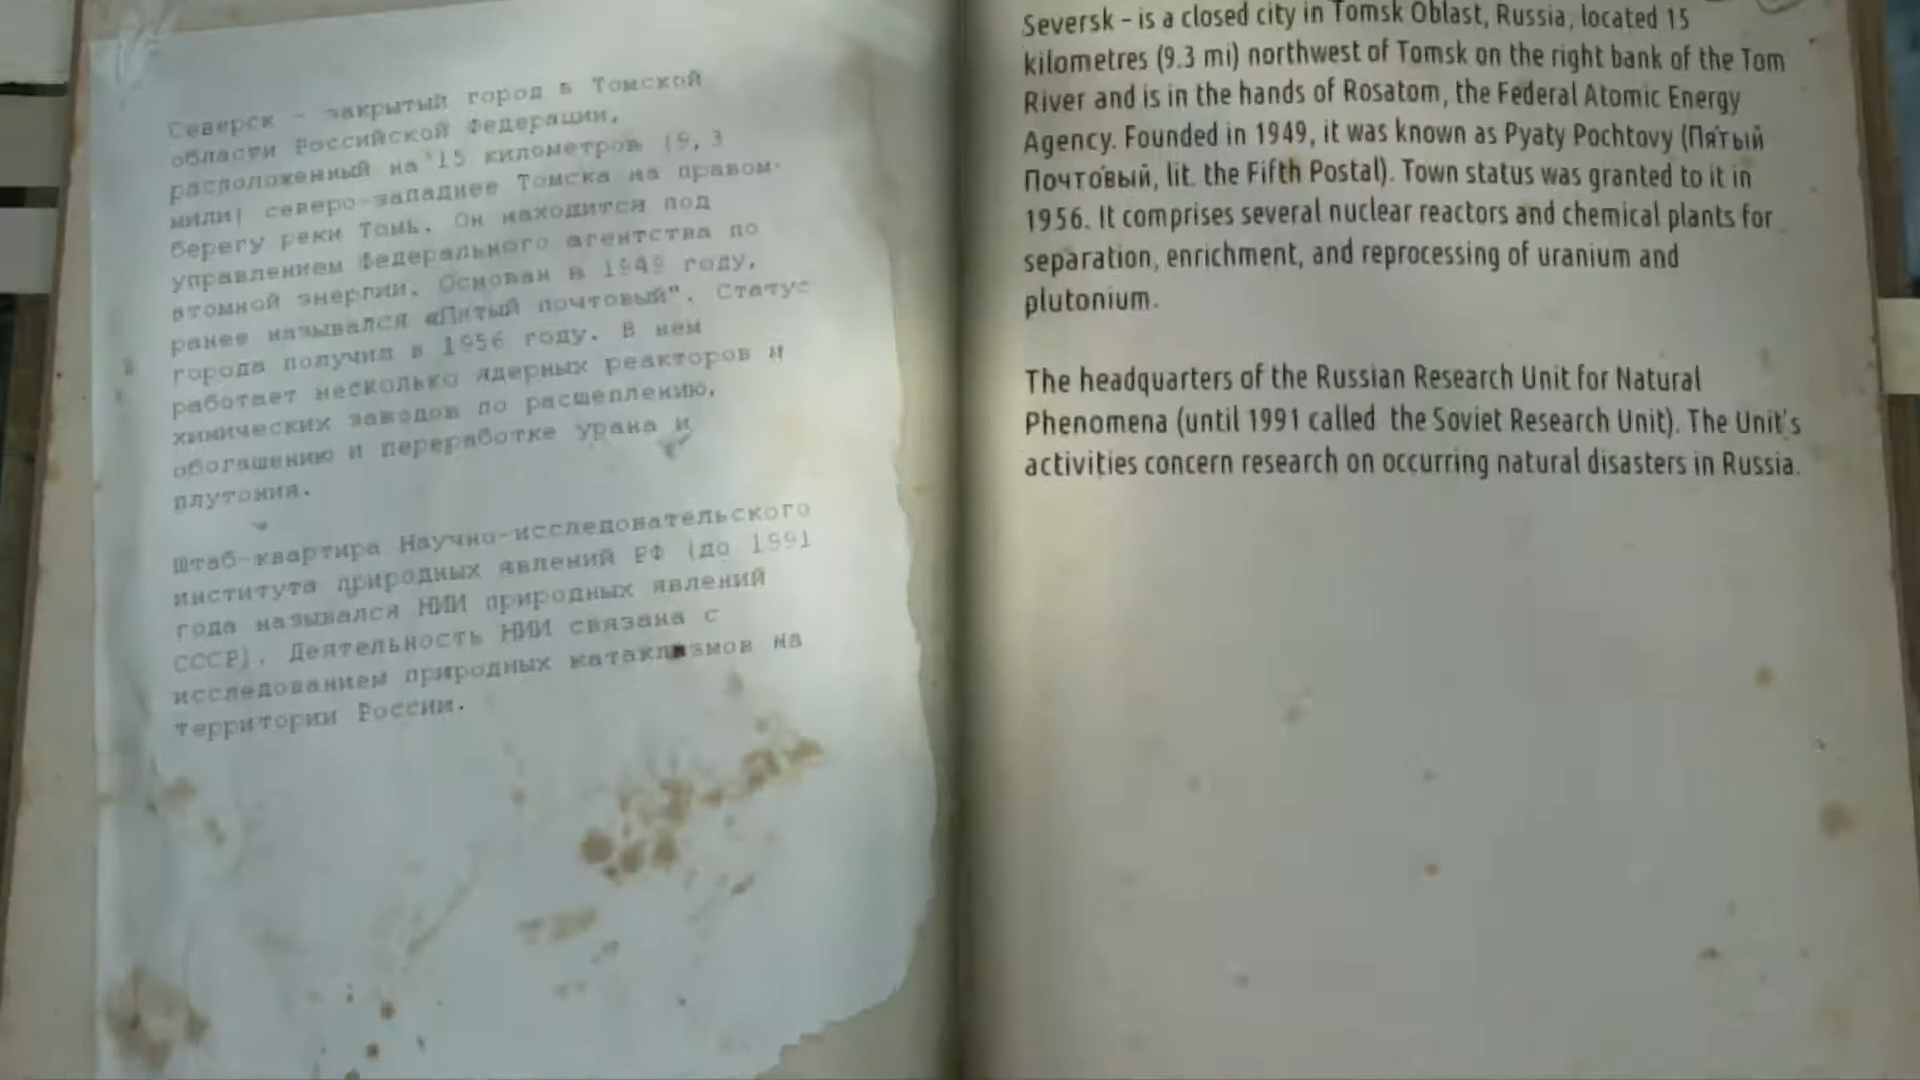 Северск - закрытый город в Томской
области Российской Федерации,
расположенный на 15 километров (9,3
мили) северо-западнее Томска на правом
берегу реки Томь. Он находится под
управлением Федерального агентства по
атомной энергии. Основан в 1949 году,
ранее назывался «Пятый почтовый". Статус
города получил в 1956 году. В нем
работает несколько ядерных реакторов и
химических заводов по расщеплению,
обогащению и переработке урана и
плутония.
Штаб-квартира Научно-исследовательского
института природных явлений РФ (до 1991
года назывался НИИ природных явлений
СССР). Деятельность НИИ связана с
исследованием природных катаклизмов на
территории России.
Seversk – is a closed city in Tomsk Oblast, Russia, located 15
kilometres (9.3 mi) northwest of Tomsk on the right bank of the Tom
River and is in the hands of Rosatom, the Federal Atomic Energy
Agency. Founded in 1949, it was known as Pyaty Pochtovy (Пя́тый
Почто́вый, lit. the Fifth Postal). Town status was granted to it in
1956. It comprises several nuclear reactors and chemical plants for
separation, enrichment, and reprocessing of uranium and
plutonium.
The headquarters of the Russian Research Unit for Natural
Phenomena (until 1991 called the Soviet Research Unit). The Unit's
activities concern research on occurring natural disasters in Russia.